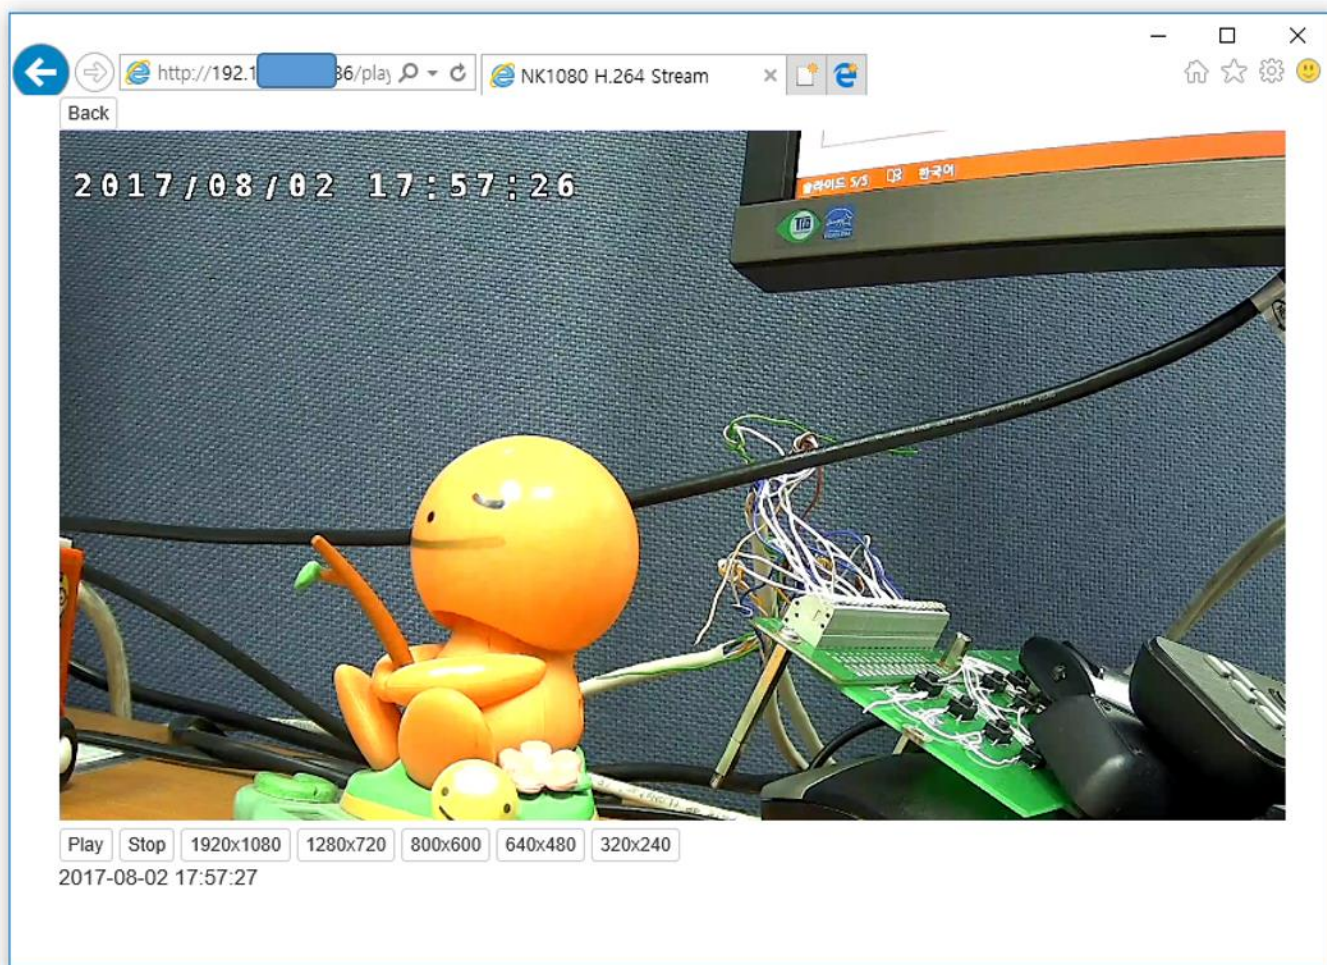 http://192.1 86/play
NK1080 H.264 Stream
Back
2017/08/02 17:57:26
슬라이드 5/5 한국어
Play Stop 1920x1080 1280x720 800x600 640x480 320x240
2017-08-02 17:57:27